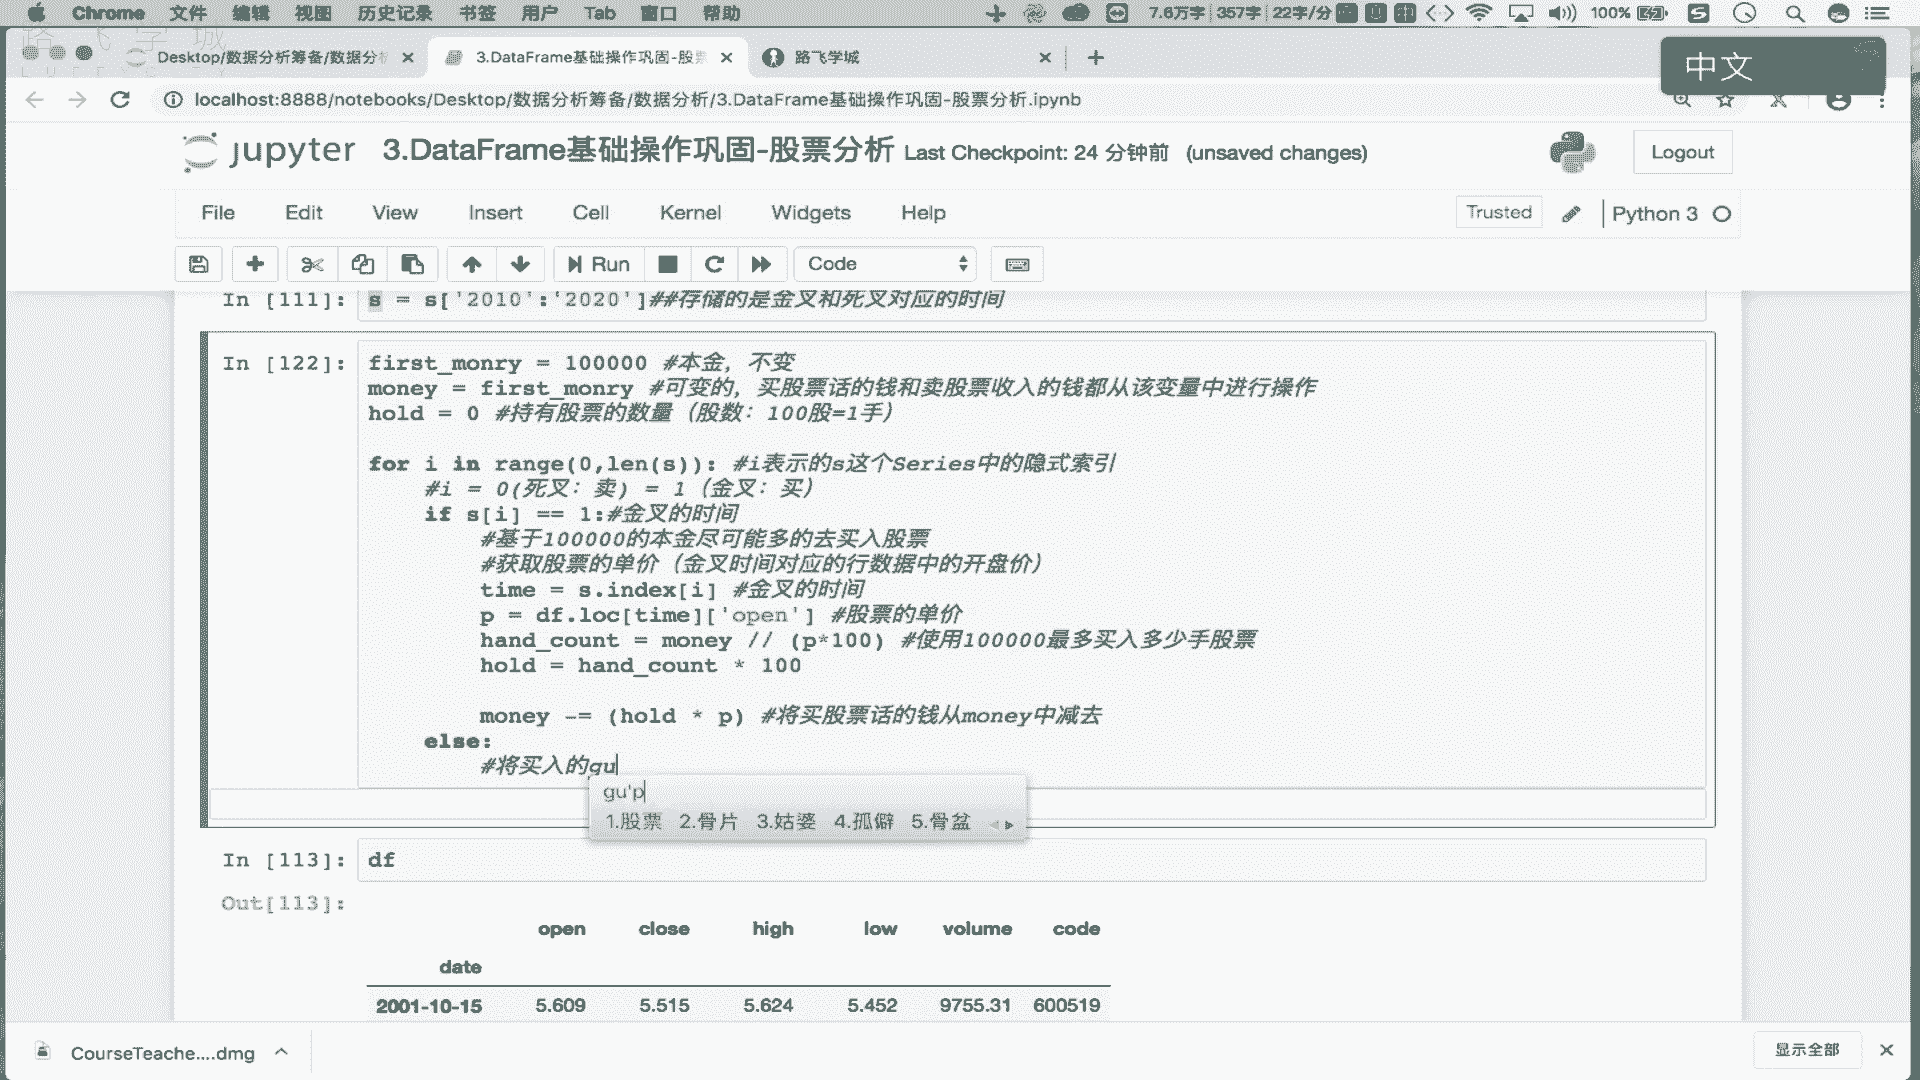 Chrome 文件 编辑 视图 历史记录 书签 用户 Tab 窗口 帮助 7.6万字 357字 22字/分 100%
Desktop/数据分析筹备/数据分析 3.DataFrame基础操作巩固-股票 路飞学城
中文
localhost:8888/notebooks/Desktop/数据分析筹备/数据分析/3.DataFrame基础操作巩固-股票分析.ipynb
jupyter 3.DataFrame基础操作巩固-股票分析 Last Checkpoint: 24 分钟前 (unsaved changes) Logout
File Edit View Insert Cell Kernel Widgets Help Trusted Python 3
Run Code
In [111]: s = s['2010':'2020']##存储的是金叉和死叉对应的时间
In [122]: first_monry = 100000 #本金，不变
money = first_monry #可变的，买股票话的钱和卖股票收入的钱都从该变量中进行操作
hold = 0 #持有股票的数量（股数：100股=1手）
for i in range(0,len(s)): #i表示的s这个Series中的隐式索引
#i = 0(死叉：卖) = 1（金叉：买）
if s[i] == 1:#金叉的时间
#基于100000的本金尽可能多的去买入股票
#获取股票的单价（金叉时间对应的行数据中的开盘价）
time = s.index[i] #金叉的时间
p = df.loc[time]['open'] #股票的单价
hand_count = money // (p*100) #使用100000最多买入多少手股票
hold = hand_count * 100
money -= (hold * p) #将买股票话的钱从money中减去
else:
#将买入的gu
gu'p
1.股票 2.骨片 3.姑婆 4.孤僻 5.骨盆
In [113]: df
Out[113]:
open close high low volume code
date
2001-10-15 5.609 5.515 5.624 5.452 9755.31 600519
CourseTeache....dmg 显示全部